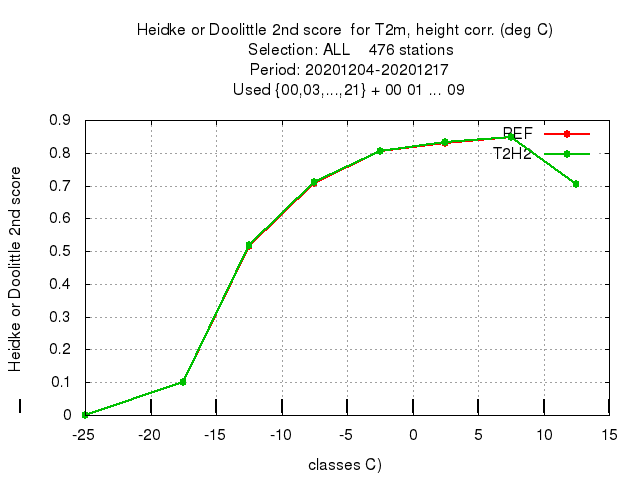 Heidke or Doolittle 2nd score for T2m, height corr. (deg C)
Selection: ALL 476 stations
Period: 20201204-20201217
Used {00,03,...,21} + 00 01 ... 09
REF
T2H2
Heidke or Doolittle 2nd score
0.9
0.8
0.7
0.6
0.5
0.4
0.3
0.2
0.1
0
-25 -20 -15 -10 -5 0 5 10 15
classes C)